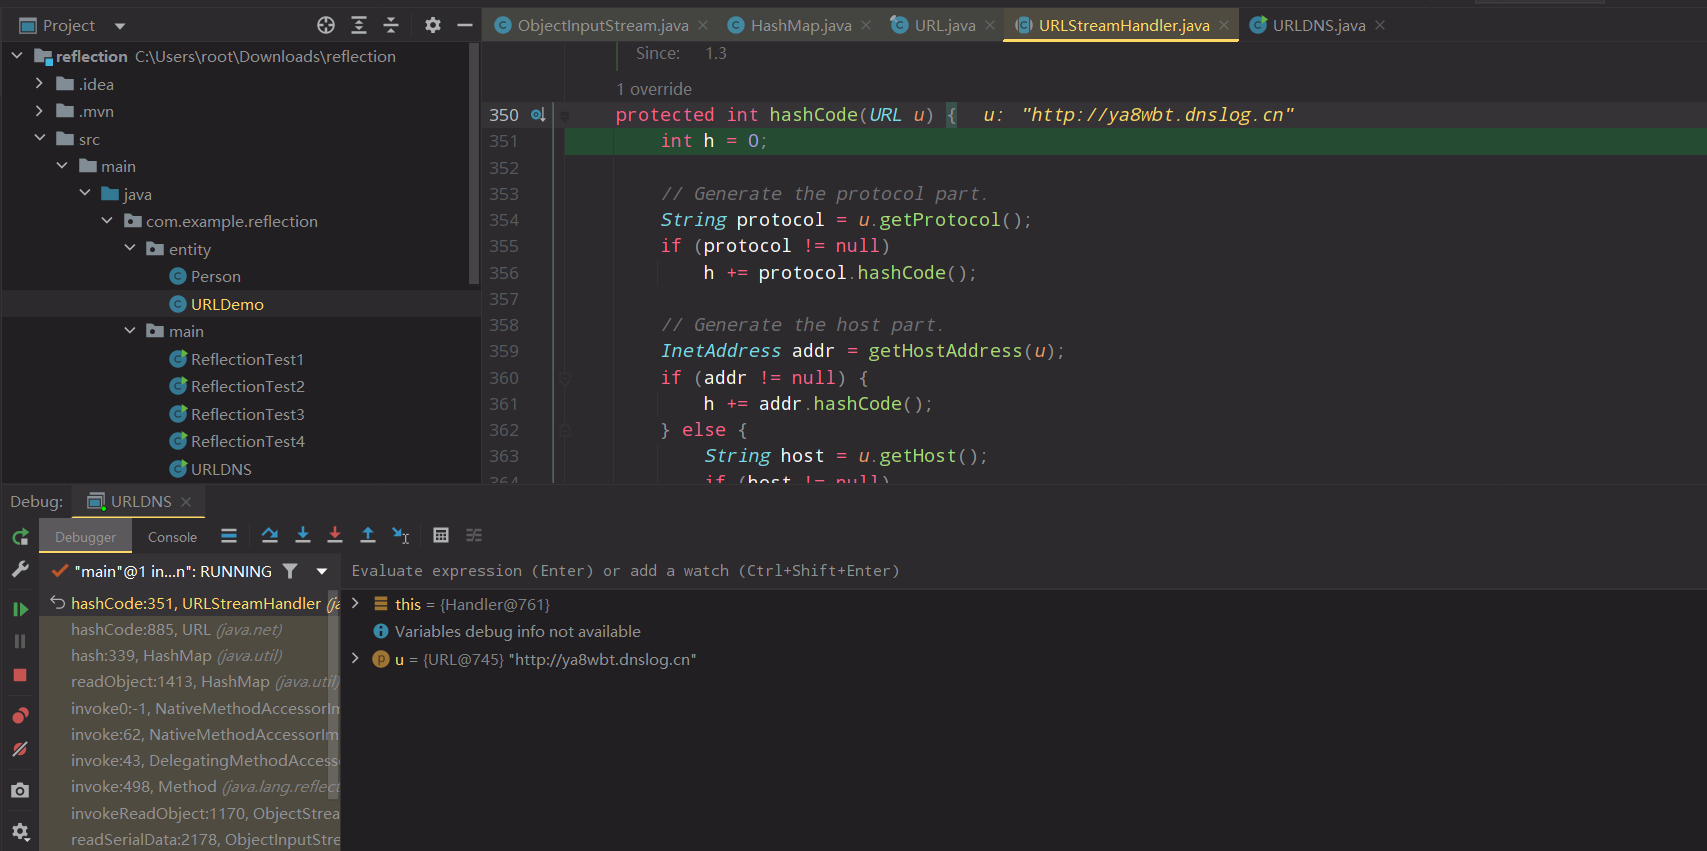 Project
ObjectInputStream.java
HashMap.java
URL.java
URLStreamHandler.java
URLDNS.java
reflection C:\Users\root\Downloads\reflection
.idea
.mvn
src
main
java
com.example.reflection
entity
Person
URLDemo
main
ReflectionTest1
ReflectionTest2
ReflectionTest3
ReflectionTest4
URLDNS
Since: 1.3
1 override
350 protected int hashCode(URL u) { u: "http://ya8wbt.dnslog.cn"
351 int h = 0;
352
353 // Generate the protocol part.
354 String protocol = u.getProtocol();
355 if (protocol != null)
356 h += protocol.hashCode();
357
358 // Generate the host part.
359 InetAddress addr = getHostAddress(u);
360 if (addr != null) {
361 h += addr.hashCode();
362 } else {
363 String host = u.getHost();
364 if (host != null)
Debug: URLDNS
Debugger Console
"main"@1 in...n": RUNNING
hashCode:351, URLStreamHandler (ja
hashCode:885, URL (java.net)
hash:339, HashMap (java.util)
readObject:1413, HashMap (java.util)
invoke0:-1, NativeMethodAccessorIm
invoke:62, NativeMethodAccessorIm
invoke:43, DelegatingMethodAccess
invoke:498, Method (java.lang.reflect
invokeReadObject:1170, ObjectStrea
readSerialData:2178, ObjectInputStre
Evaluate expression (Enter) or add a watch (Ctrl+Shift+Enter)
this = {Handler@761}
Variables debug info not available
u = {URL@745} "http://ya8wbt.dnslog.cn"